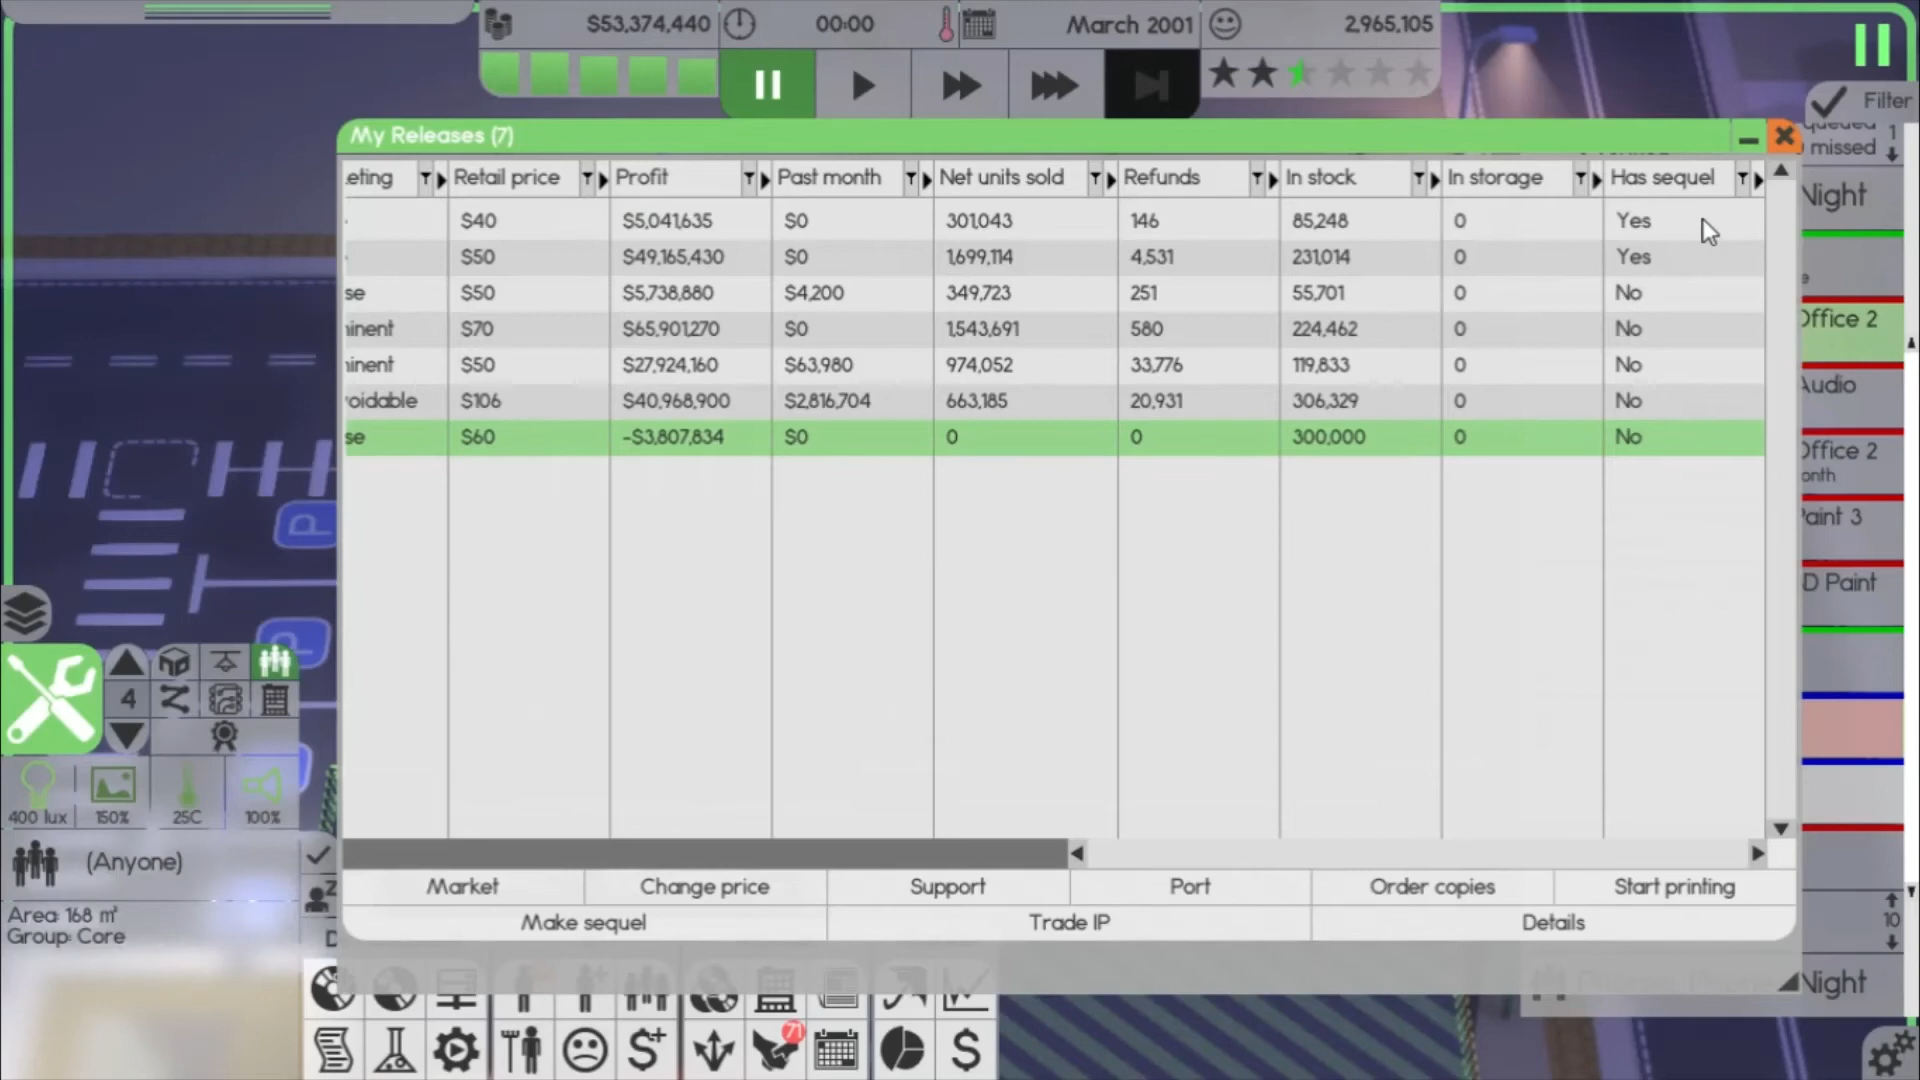 $53,374,440 00:00 March 2001 2,965,105
Filter
My Releases (7)
missed 1
eting Retail price Profit Past month Net units sold Refunds In stock In storage Has sequel
Night
$40 $5,041,635 $0 301,043 146 85,248 0 Yes
$50 $49,165,430 $0 1,699,114 4,531 231,014 0 Yes
se $50 $5,738,880 $4,200 349,723 251 55,701 0 No
Office 2
inent $70 $65,901,270 $0 1,543,691 580 224,462 0 No
inent $50 $27,924,160 $63,980 974,052 33,776 119,833 0 No
Audio
oidable $106 $40,968,900 $2,816,704 663,185 20,931 306,329 0 No
se $60 -$3,807,834 $0 0 0 300,000 0 No
Office 2
onth
Paint 3
D Paint
4
400 lux 150% 25C 100%
(Anyone)
Area: 168 m²
Group: Core
Market Change price Support Port Order copies Start printing
Make sequel Trade IP Details
10
Night
71